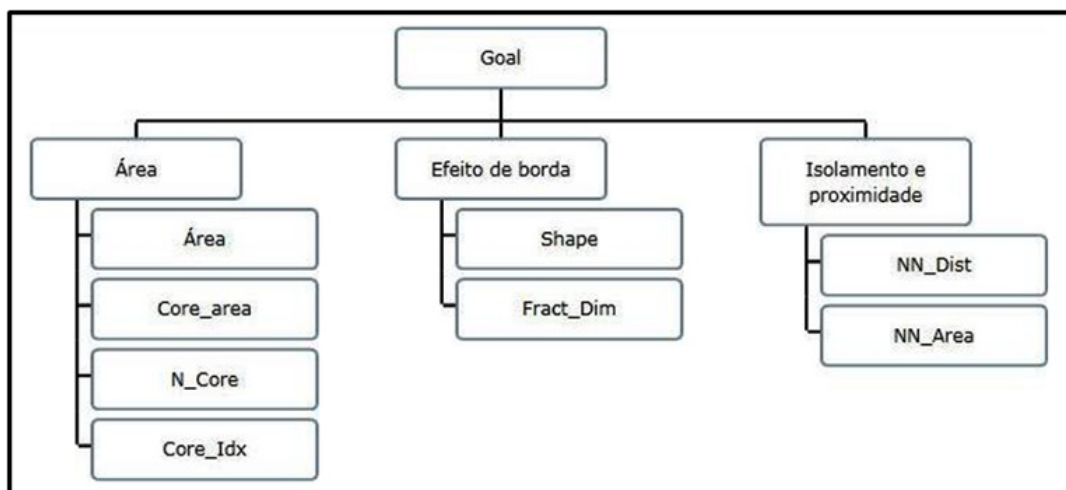 Goal
Área
Área
Core_area
N_Core
Core_Idx
Efeito de borda
Shape
Fract_Dim
Isolamento e
proximidade
NN_Dist
NN_Area